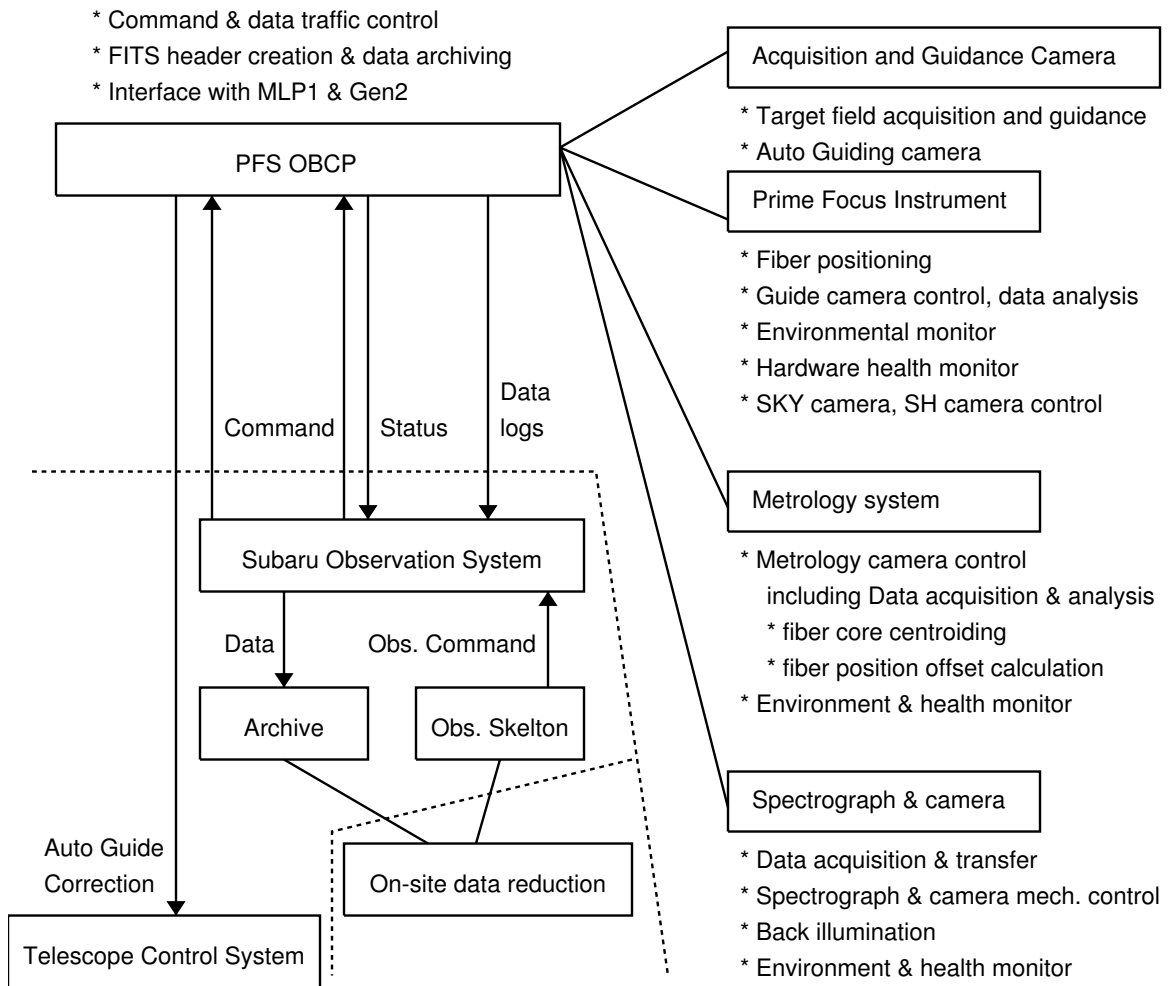 * Command & data traffic control
* FITS header creation & data archiving
* Interface with MLP1 & Gen2
PFS OBCP
Command
Status
Data
logs
Subaru Observation System
Data
Obs. Command
Archive
Obs. Skelton
Auto Guide
Correction
On-site data reduction
Telescope Control System
Acquisition and Guidance Camera
* Target field acquisition and guidance
* Auto Guiding camera
Prime Focus Instrument
* Fiber positioning
* Guide camera control, data analysis
* Environmental monitor
* Hardware health monitor
* SKY camera, SH camera control
Metrology system
* Metrology camera control
including Data acquisition & analysis
* fiber core centroiding
* fiber position offset calculation
* Environment & health monitor
Spectrograph & camera
* Data acquisition & transfer
* Spectrograph & camera mech. control
* Back illumination
* Environment & health monitor